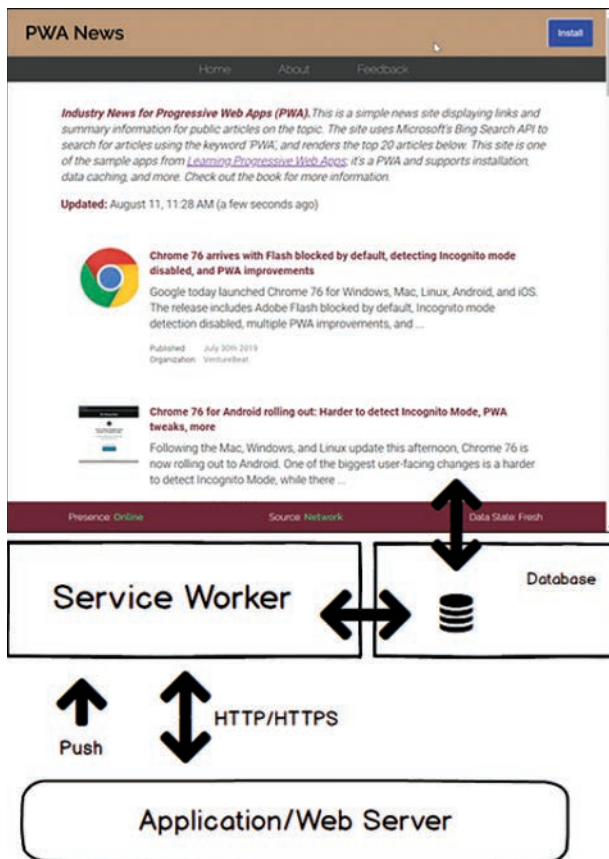 PWA News
Install
Home About Feedback
Industry News for Progressive Web Apps (PWA). This is a simple news site displaying links and
summary information for public articles on the topic. The site uses Microsoft's Bing Search API to
search for articles using the keyword 'PWA', and renders the top 20 articles below. This site is one
of the sample apps from Learning Progressive Web Apps; it's a PWA and supports installation,
data caching, and more. Check out the book for more information.
Updated: August 11, 11:28 AM (a few seconds ago)
Chrome 76 arrives with Flash blocked by default, detecting Incognito mode
disabled, and PWA improvements
Google today launched Chrome 76 for Windows, Mac, Linux, Android, and iOS.
The release includes Adobe Flash blocked by default, Incognito mode
detection disabled, multiple PWA improvements, and ...
Published July 30th 2019
Organization VentureBeat
Chrome 76 for Android rolling out: Harder to detect Incognito Mode, PWA
tweaks, more
Following the Mac, Windows, and Linux update this afternoon, Chrome 76 is
now rolling out to Android. One of the biggest user-facing changes is a harder
to detect Incognito Mode, while there ...
Presence: Online Source: Network Data State: Fresh
Service Worker
Database
Push
HTTP/HTTPS
Application/Web Server